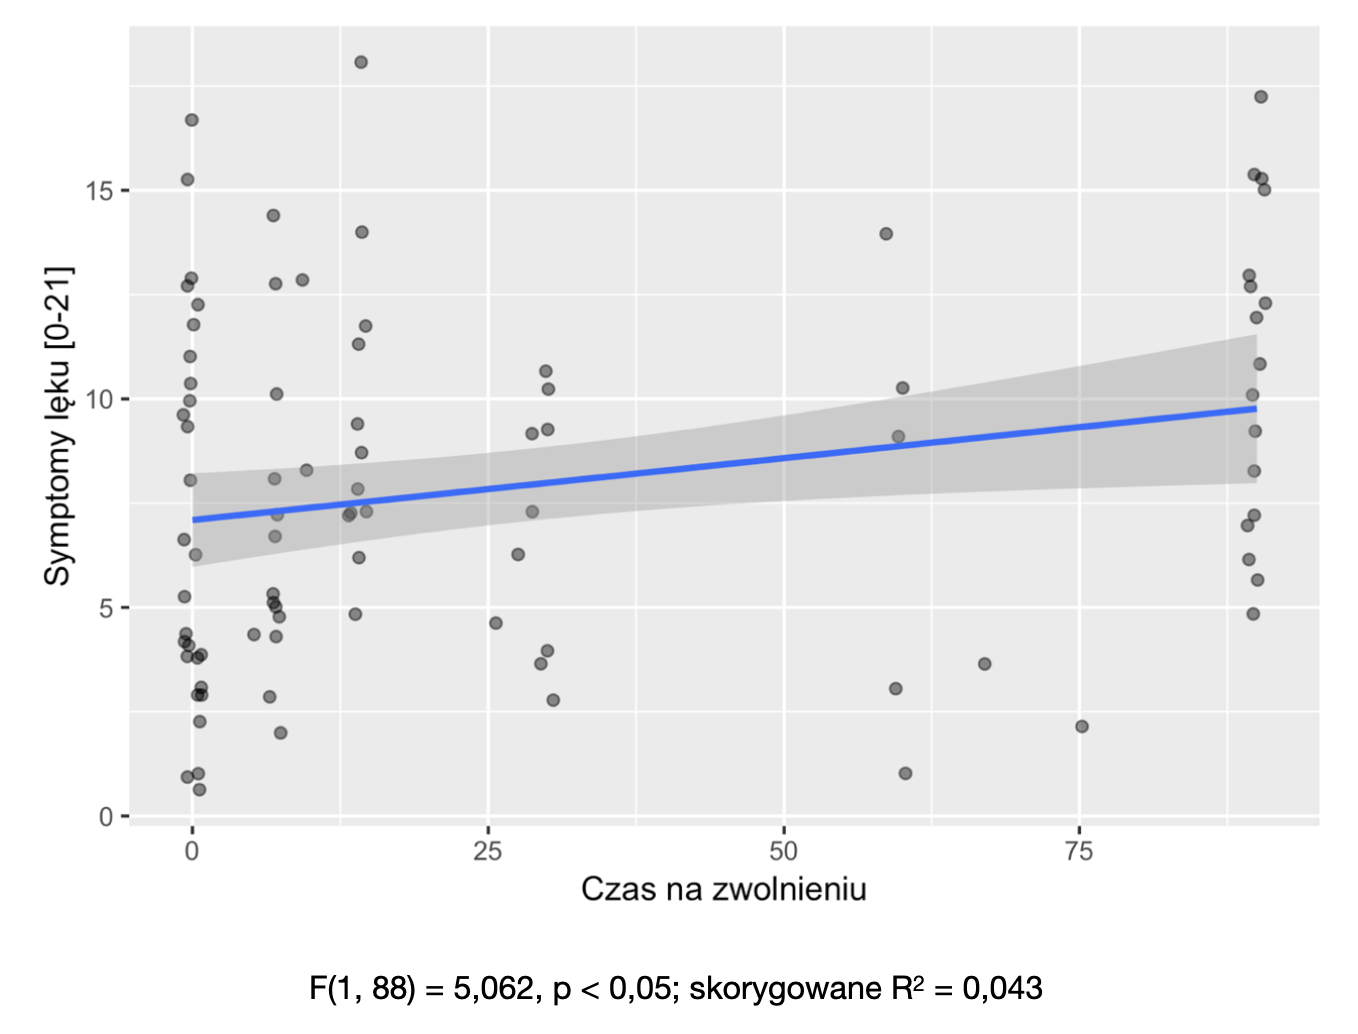 Symptomy lęku [0-21]
15
10
5
0
0 25 50 75
Czas na zwolnieniu
F(1, 88) = 5,062, p < 0,05; skorygowane R² = 0,043